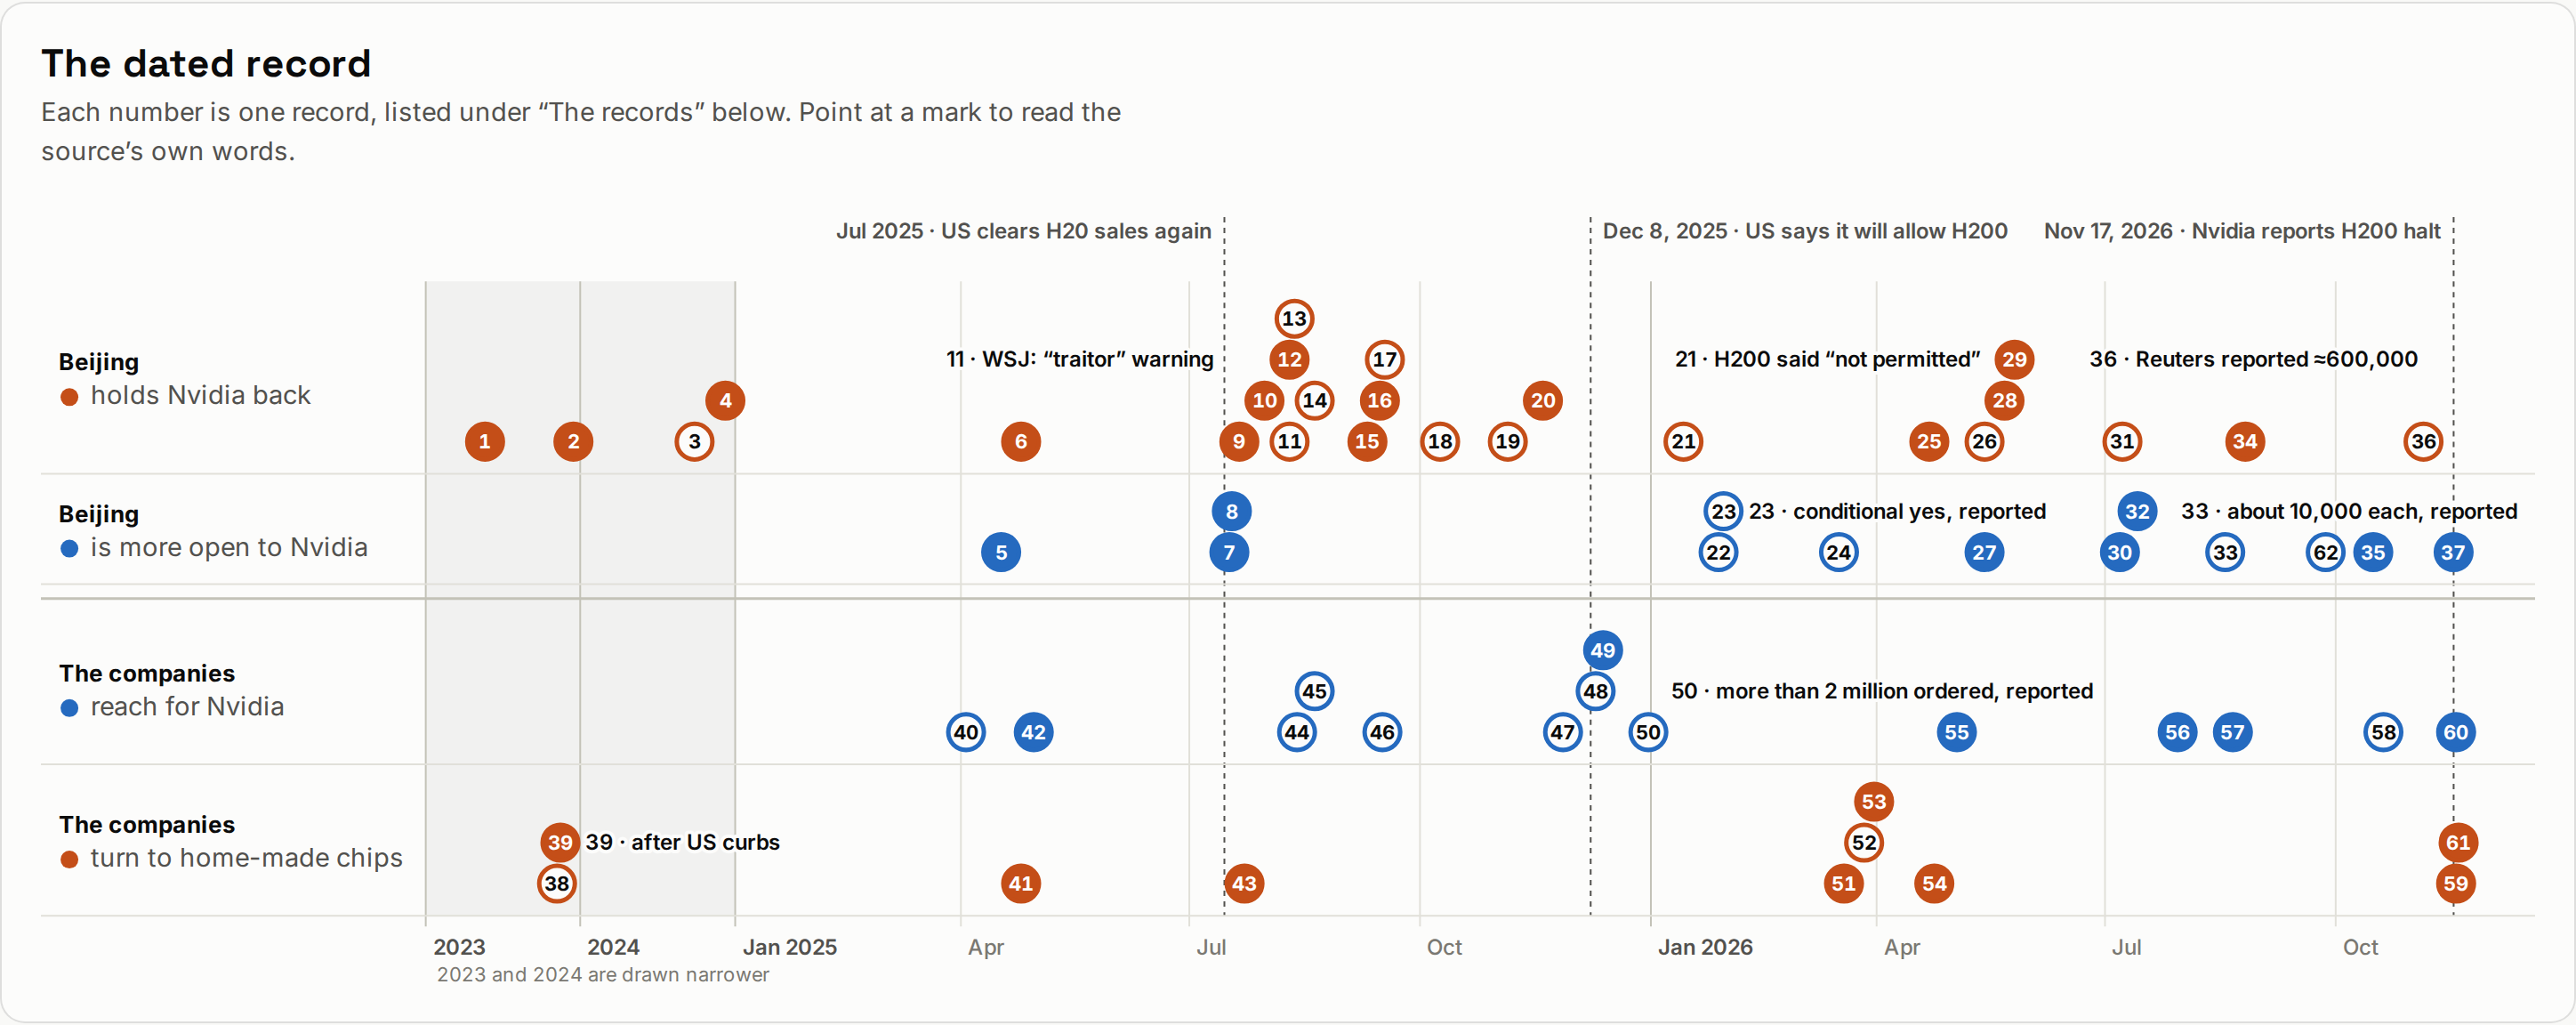 The dated record
Each number is one record, listed under “The records” below. Point at a mark to read the
source’s own words.
Jul 2025 · US clears H20 sales again
Dec 8, 2025 · US says it will allow H200
Nov 17, 2026 · Nvidia reports H200 halt
Beijing
holds Nvidia back
13
11 · WSJ: “traitor” warning
12
17
21 · H200 said “not permitted”
29
36 · Reuters reported ≈600,000
4
10
14
16
20
28
1
2
3
6
9
11
15
18
19
21
25
26
31
34
36
Beijing
is more open to Nvidia
8
23
23 · conditional yes, reported
32
33 · about 10,000 each, reported
5
7
22
24
27
30
33
62
35
37
The companies
reach for Nvidia
49
45
48
50 · more than 2 million ordered, reported
40
42
44
46
47
50
55
56
57
58
60
The companies
turn to home-made chips
53
39
39 · after US curbs
52
61
38
41
43
51
54
59
2023
2024
Jan 2025
Apr
Jul
Oct
Jan 2026
Apr
Jul
Oct
2023 and 2024 are drawn narrower